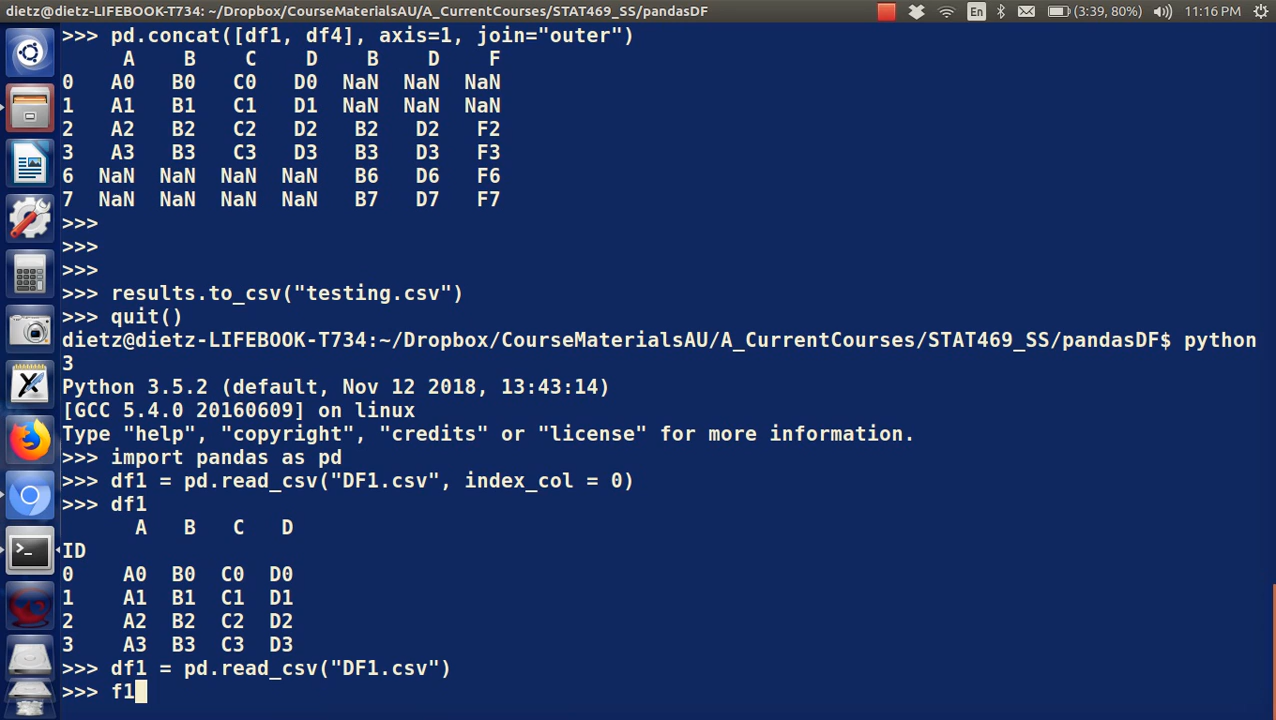 dietz@dietz-LIFEBOOK-T734: ~/Dropbox/CourseMaterialsAU/A_CurrentCourses/STAT469_SS/pandasDF
En
(3:39, 80%)
11:16 PM
>>> pd.concat([df1, df4], axis=1, join="outer")
A B C D B D F
0 A0 B0 C0 D0 NaN NaN NaN
1 A1 B1 C1 D1 NaN NaN NaN
2 A2 B2 C2 D2 B2 D2 F2
3 A3 B3 C3 D3 B3 D3 F3
6 NaN NaN NaN NaN B6 D6 F6
7 NaN NaN NaN NaN B7 D7 F7
>>>
>>>
>>>
>>> results.to_csv("testing.csv")
>>> quit()
dietz@dietz-LIFEBOOK-T734:~/Dropbox/CourseMaterialsAU/A_CurrentCourses/STAT469_SS/pandasDF$ python
3
Python 3.5.2 (default, Nov 12 2018, 13:43:14)
[GCC 5.4.0 20160609] on linux
Type "help", "copyright", "credits" or "license" for more information.
>>> import pandas as pd
>>> df1 = pd.read_csv("DF1.csv", index_col = 0)
>>> df1
A B C D
ID
0 A0 B0 C0 D0
1 A1 B1 C1 D1
2 A2 B2 C2 D2
3 A3 B3 C3 D3
>>> df1 = pd.read_csv("DF1.csv")
>>> f1